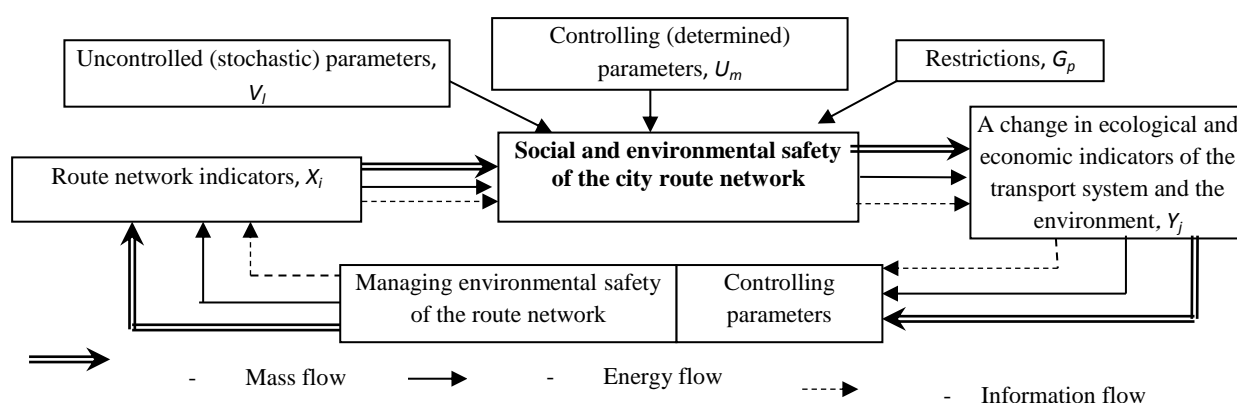 Uncontrolled (stochastic) parameters,
V_l
Controlling (determined)
parameters, U_m
Restrictions, G_p
Route network indicators, X_i
Social and environmental safety
of the city route network
A change in ecological and
economic indicators of the
transport system and the
environment, Y_j
Managing environmental safety
of the route network
Controlling
parameters
- Mass flow
- Energy flow
- Information flow